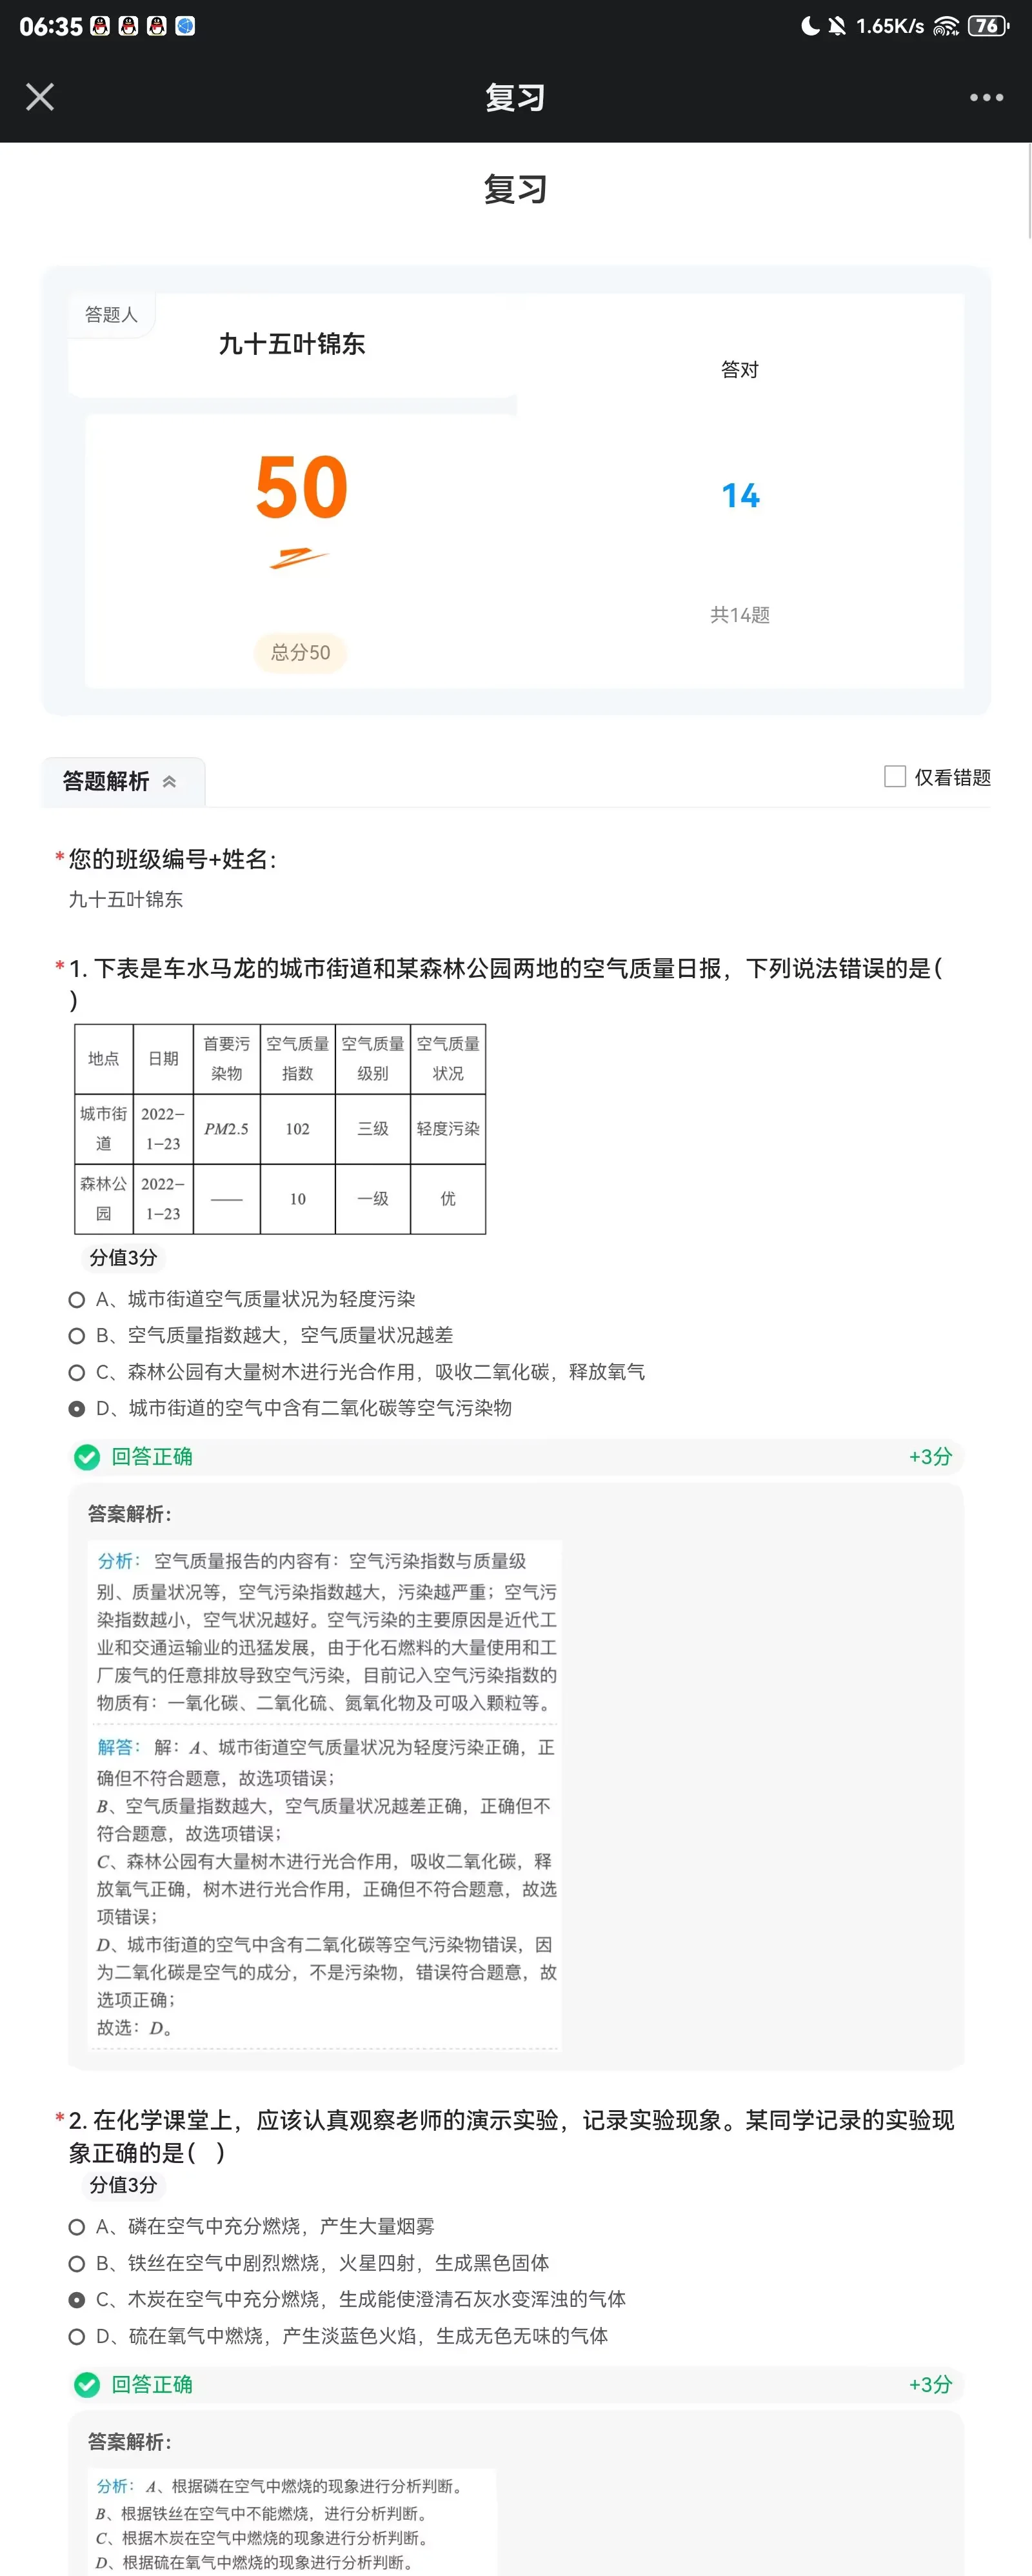 06:35
1.65K/s
76
复习
复习
答题人
九十五叶锦东
50
总分50
答对
14
共14题
答题解析
仅看错题
*您的班级编号+姓名:
九十五叶锦东
*1. 下表是车水马龙的城市街道和某森林公园两地的空气质量日报，下列说法错误的是(
)
地点 日期 首要污染物 空气质量指数 空气质量级别 空气质量状况
城市街道 2022-1-23 PM2.5 102 三级 轻度污染
森林公园 2022-1-23 —— 10 一级 优
分值3分
A、城市街道空气质量状况为轻度污染
B、空气质量指数越大，空气质量状况越差
C、森林公园有大量树木进行光合作用，吸收二氧化碳，释放氧气
D、城市街道的空气中含有二氧化碳等空气污染物
回答正确 +3分
答案解析:
分析： 空气质量报告的内容有：空气污染指数与质量级
别、质量状况等，空气污染指数越大，污染越严重；空气污
染指数越小，空气状况越好。空气污染的主要原因是近代工
业和交通运输业的迅猛发展，由于化石燃料的大量使用和工
厂废气的任意排放导致空气污染，目前记入空气污染指数的
物质有：一氧化碳、二氧化硫、氮氧化物及可吸入颗粒等。
解答： 解：A、城市街道空气质量状况为轻度污染正确，正
确但不符合题意，故选项错误；
B、空气质量指数越大，空气质量状况越差正确，正确但不
符合题意，故选项错误；
C、森林公园有大量树木进行光合作用，吸收二氧化碳，释
放氧气正确，树木进行光合作用，正确但不符合题意，故选
项错误；
D、城市街道的空气中含有二氧化碳等空气污染物错误，因
为二氧化碳是空气的成分，不是污染物，错误符合题意，故
选项正确；
故选：D。
*2. 在化学课堂上，应该认真观察老师的演示实验，记录实验现象。某同学记录的实验现
象正确的是( )
分值3分
A、磷在空气中充分燃烧，产生大量烟雾
B、铁丝在空气中剧烈燃烧，火星四射，生成黑色固体
C、木炭在空气中充分燃烧，生成能使澄清石灰水变浑浊的气体
D、硫在氧气中燃烧，产生淡蓝色火焰，生成无色无味的气体
回答正确 +3分
答案解析:
分析： A、根据磷在空气中燃烧的现象进行分析判断。
B、根据铁丝在空气中不能燃烧，进行分析判断。
C、根据木炭在空气中燃烧的现象进行分析判断。
D、根据硫在氧气中燃烧的现象进行分析判断。